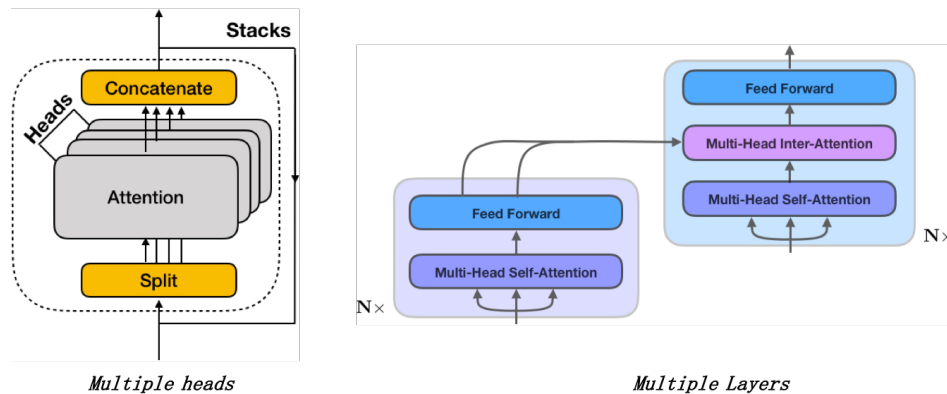 Stacks
Concatenate
Heads
Attention
Split
Multiple heads
Feed Forward
Multi-Head Inter-Attention
Multi-Head Self-Attention
N×
Feed Forward
Multi-Head Self-Attention
N×
Multiple Layers